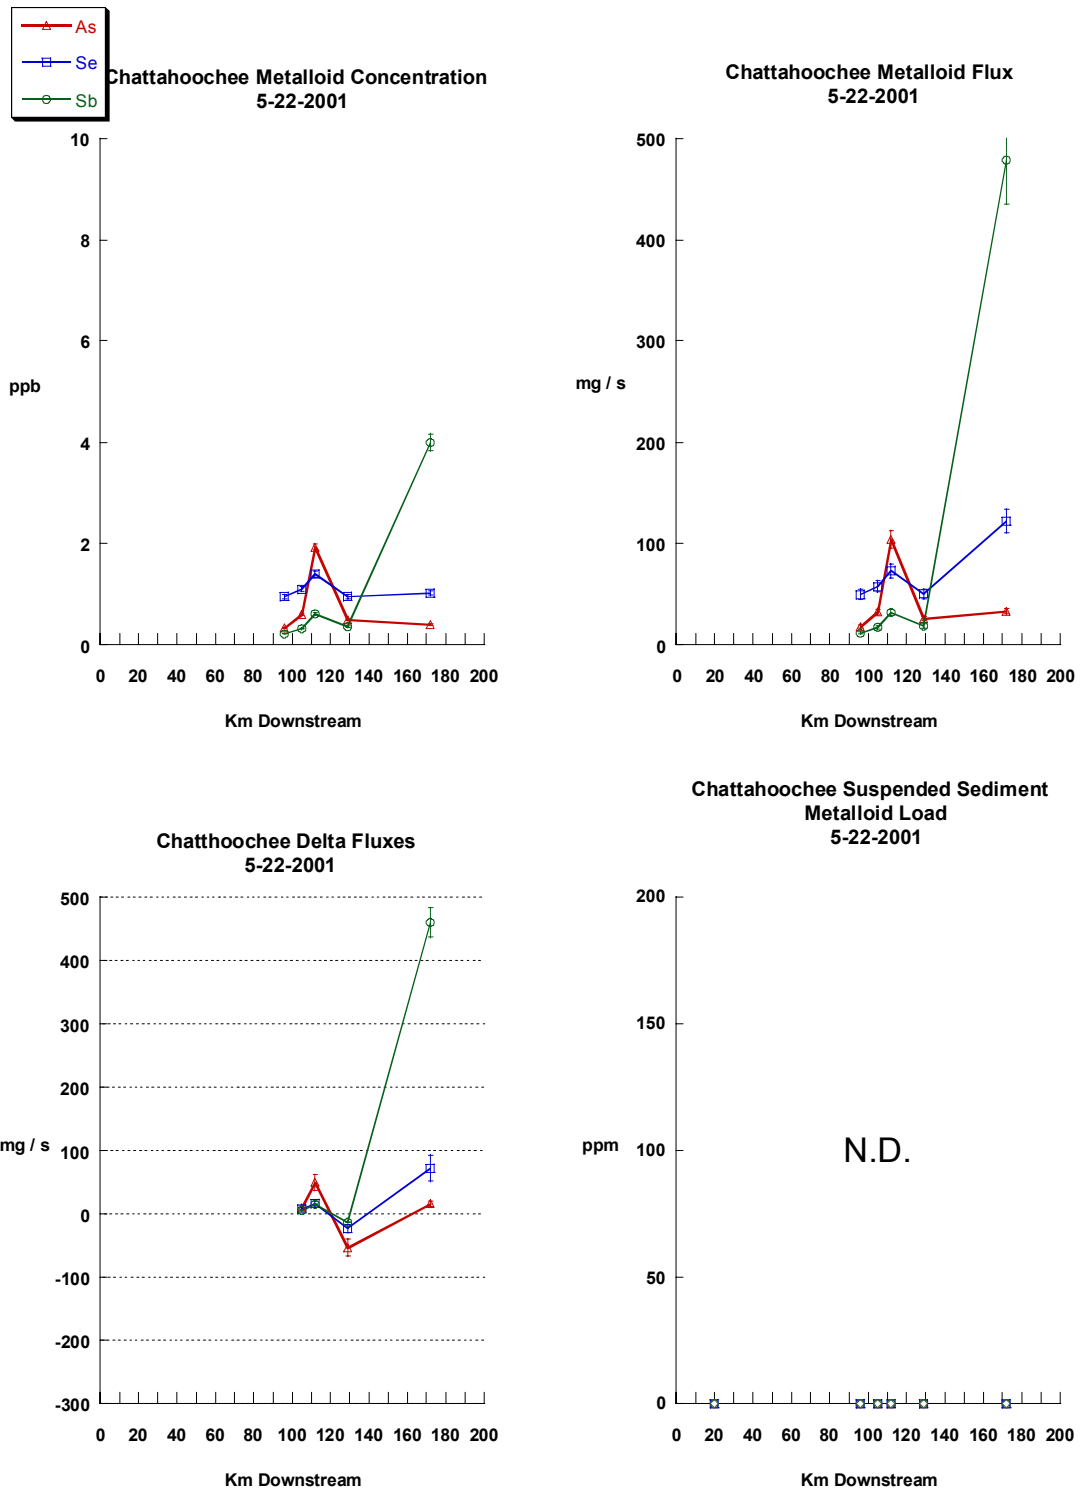 As
Se
Sb
Chattahoochee Metalloid Concentration
5-22-2001
10
8
6
ppb
4
2
0
0 20 40 60 80 100 120 140 160 180 200
Km Downstream
Chattahoochee Metalloid Flux
5-22-2001
500
400
300
mg / s
200
100
0
0 20 40 60 80 100 120 140 160 180 200
Km Downstream
Chatthoochee Delta Fluxes
5-22-2001
500
400
300
200
mg / s
100
0
-100
-200
-300
0 20 40 60 80 100 120 140 160 180 200
Km Downstream
Chattahoochee Suspended Sediment
Metalloid Load
5-22-2001
200
150
ppm
100
N.D.
50
0
0 20 40 60 80 100 120 140 160 180 200
Km Downstream